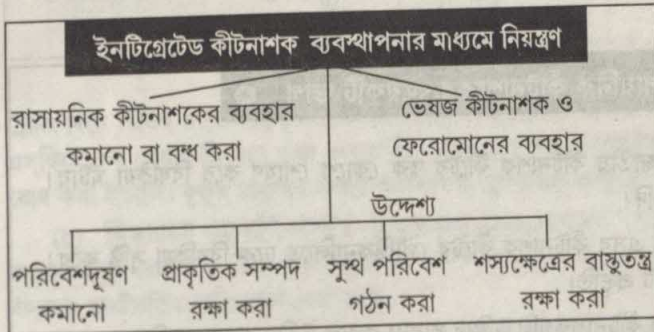 ইনটিগ্রেটেড কীটনাশক ব্যবস্থাপনার মাধ্যমে নিয়ন্ত্রণ
রাসায়নিক কীটনাশকের ব্যবহার
কমানো বা বন্ধ করা
ভেষজ কীটনাশক ও
ফেরোমোনের ব্যবহার
উদ্দেশ্য
পরিবেশদূষণ
কমানো
প্রাকৃতিক সম্পদ
রক্ষা করা
সুস্থ পরিবেশ
গঠন করা
শস্যক্ষেত্রের বাস্তুতন্ত্র
রক্ষা করা